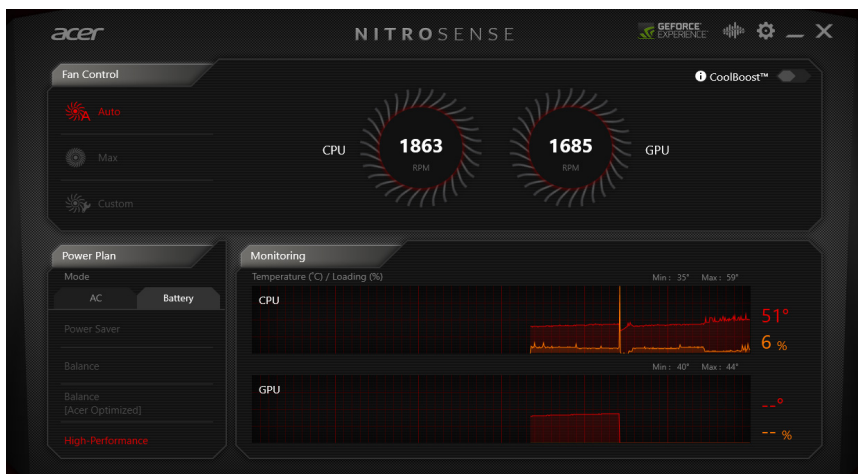 acer
NITROSENSE
GEFORCE
EXPERIENCE
Fan Control
CoolBoost™
Auto
Max
Custom
CPU
1863
RPM
1685
RPM
GPU
Power Plan
Mode
AC
Battery
Power Saver
Balance
Balance
[Acer Optimized]
High-Performance
Monitoring
Temperature (˚C) / Loading (%)
Min : 35° Max : 59°
CPU
51°
6 %
Min : 40° Max : 44°
GPU
--°
-- %